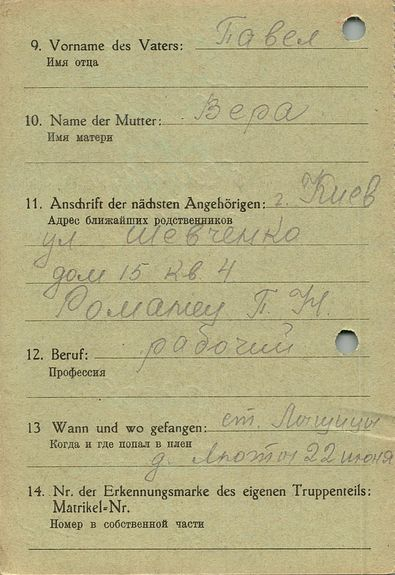 9. Vorname des Vaters: Павел
Имя отца
10. Name der Mutter: Вера
Имя матери
11. Anschrift der nächsten Angehörigen: г. Киев
Адрес ближайших родственников
ул Шевченко
дом 15 кв. 4
П. Н.
12. Beruf: рабочий
Профессия
13 Wann und wo gefangen: ст.
Когда и где попал в плен
д. 22 июня
14. Nr. der Erkennungsmarke des eigenen Truppenteils:
Matrikel-Nr.
Номер в собственной части